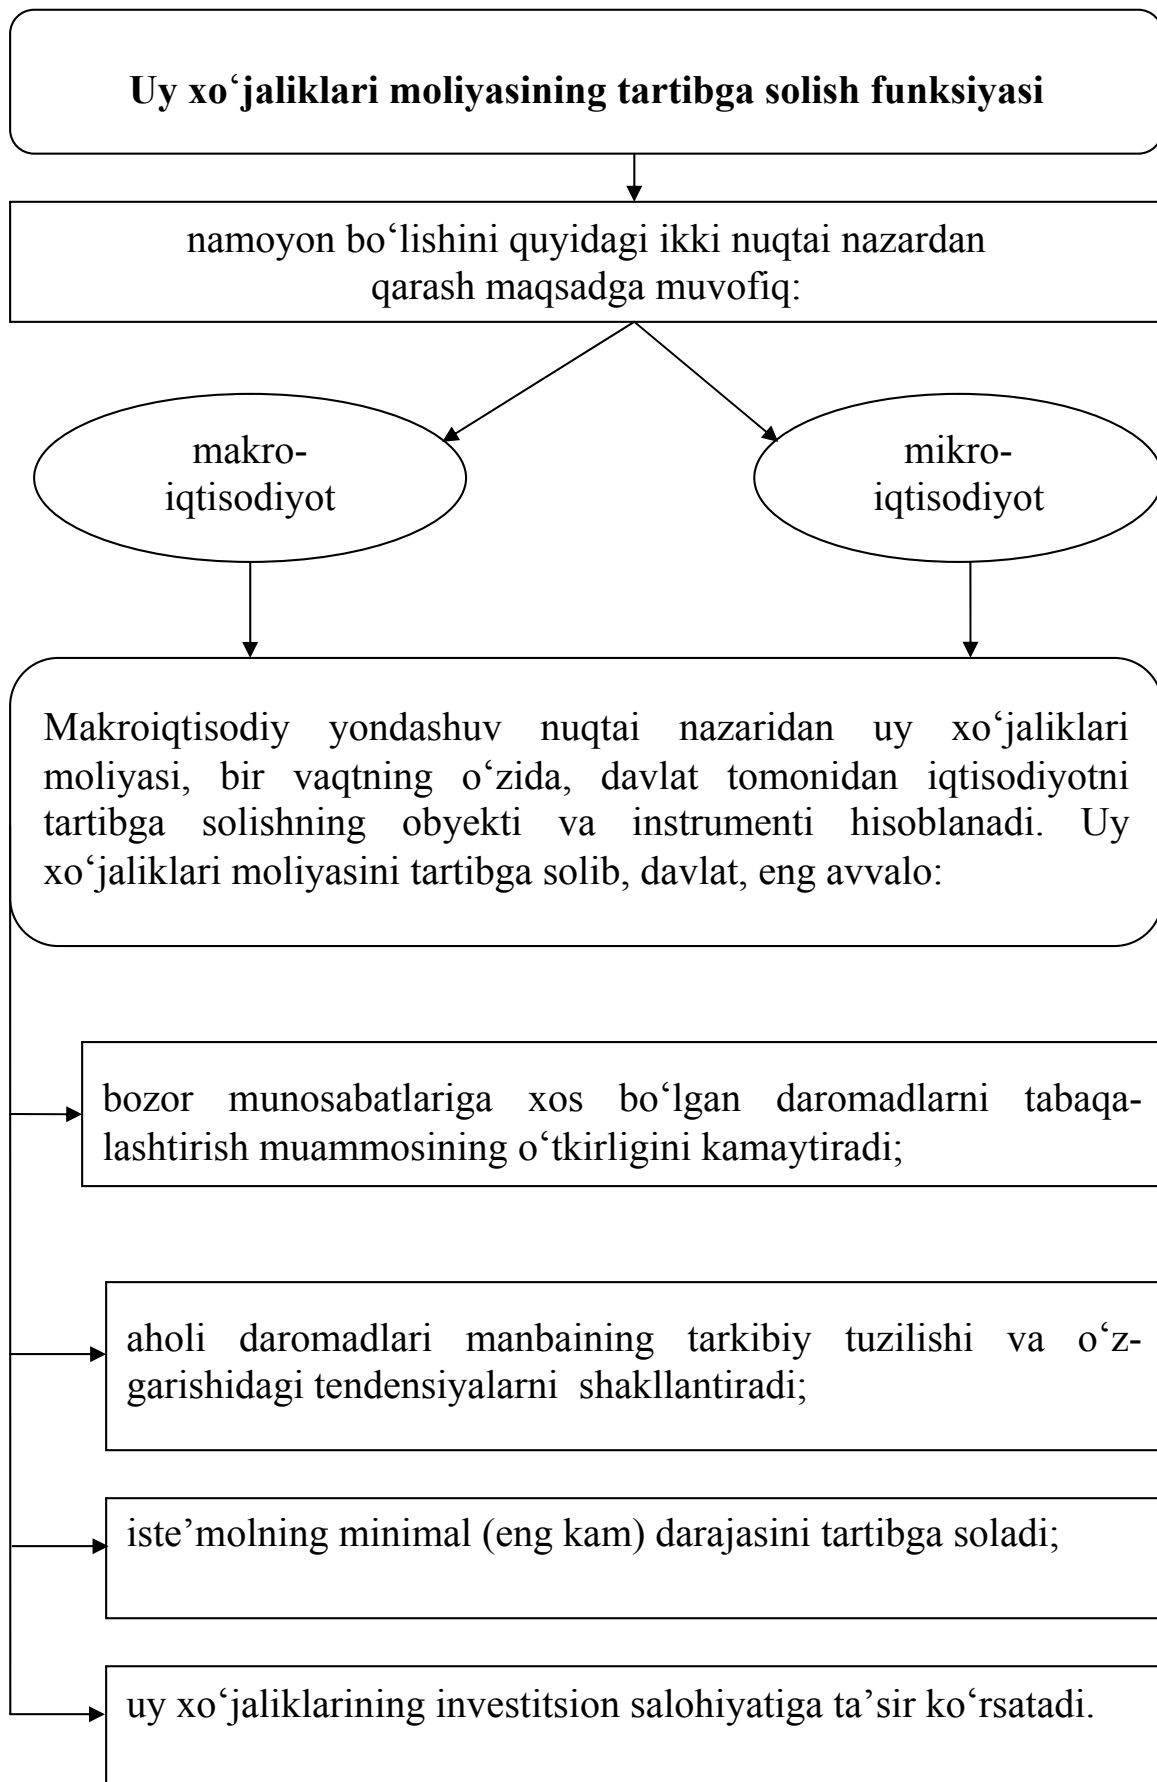 Uy xo‘jaliklari moliyasining tartibga solish funksiyasi
namoyon bo‘lishini quyidagi ikki nuqtai nazardan
qarash maqsadga muvofiq:
makro-
iqtisodiyot
mikro-
iqtisodiyot
Makroiqtisodiy yondashuv nuqtai nazaridan uy xo‘jaliklari
moliyasi, bir vaqtning o‘zida, davlat tomonidan iqtisodiyotni
tartibga solishning obyekti va instrumenti hisoblanadi. Uy
xo‘jaliklari moliyasini tartibga solib, davlat, eng avvalo:
bozor munosabatlariga xos bo‘lgan daromadlarni tabaqa-
lashtirish muammosining o‘tkirligini kamaytiradi;
aholi daromadlari manbaining tarkibiy tuzilishi va o‘z-
garishidagi tendensiyalarni shakllantiradi;
iste’molning minimal (eng kam) darajasini tartibga soladi;
uy xo‘jaliklarining investitsion salohiyatiga ta’sir ko‘rsatadi.